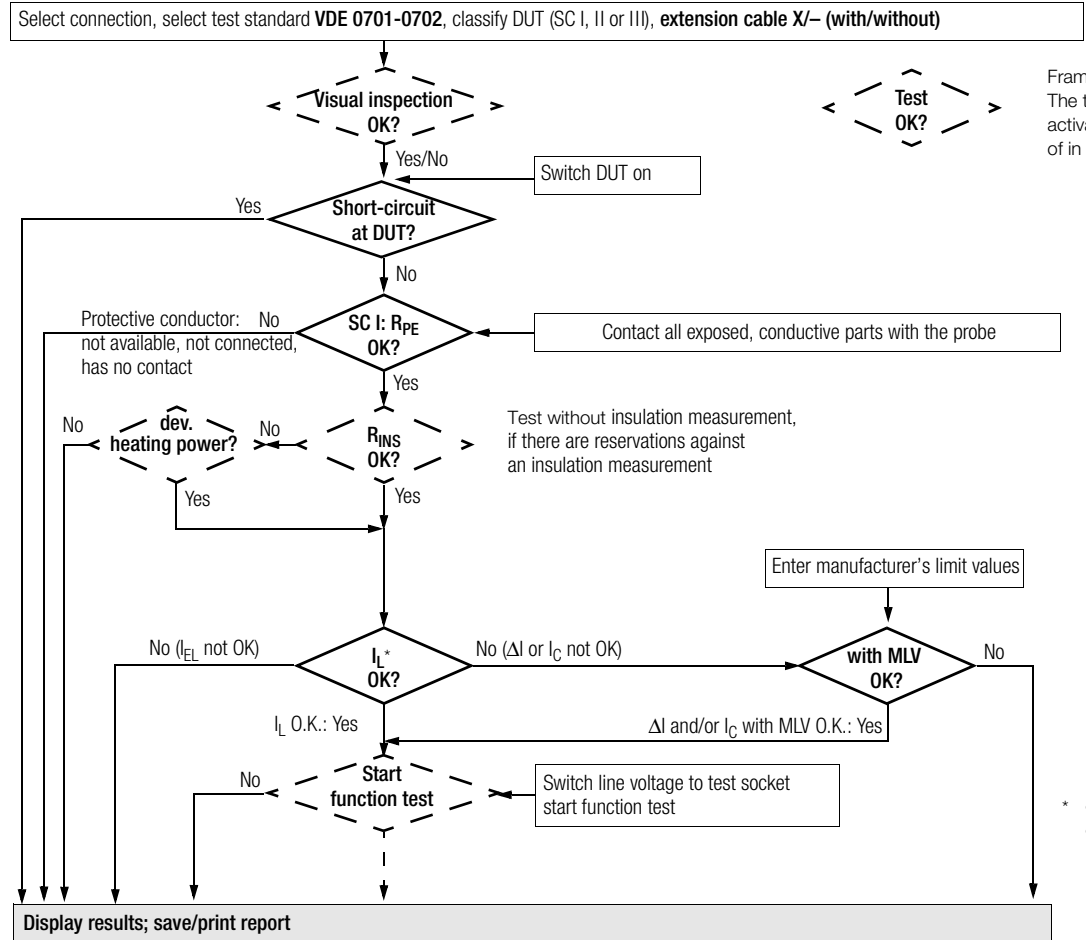 Select connection, select test standard VDE 0701-0702, classify DUT (SC I, II or III), extension cable X/– (with/without)
Visual inspection
OK?
Test
OK?
Fram
The t
activa
of in
Yes/No
Switch DUT on
Yes
Short-circuit
at DUT?
No
Protective conductor: No
not available, not connected,
has no contact
SC I: RPE
OK?
Contact all exposed, conductive parts with the probe
Yes
No
dev.
heating power?
No
RINS
OK?
Test without insulation measurement,
if there are reservations against
an insulation measurement
Yes
Yes
Enter manufacturer's limit values
No (IEL not OK)
IL*
OK?
No (ΔI or IC not OK)
with MLV
OK?
No
IL O.K.: Yes
ΔI and/or IC with MLV O.K.: Yes
No
Start
function test
Switch line voltage to test socket
start function test
*
Display results; save/print report